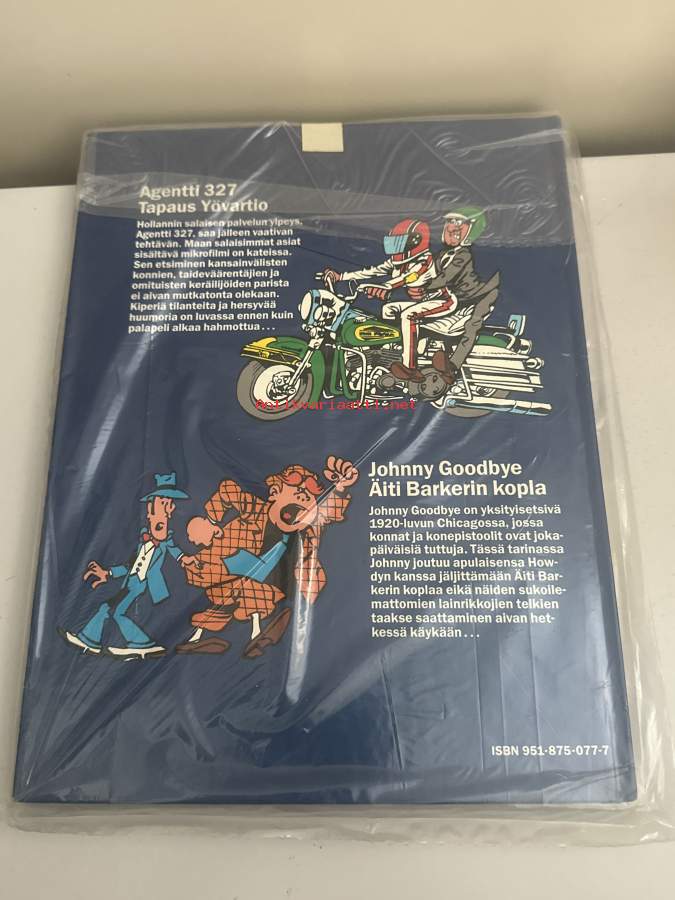 Agentti 327
Tapaus Yövartio
Hollannin salaisen palvelun ylpeys,
Agentti 327, saa jälleen vaativan
tehtävän. Maan salaisimmat asiat
sisältävä mikrofilmi on kateissa.
Sen etsiminen kansainvälisten
konnien, taideväärentäjien ja
omituisten keräilijöiden parista
ei aivan mutkatonta olekaan.
Kiperiä tilanteita ja hersyvää
huumoria on luvassa ennen kuin
palapeli alkaa hahmottua...
Antikvariaatti.net
Johnny Goodbye
Äiti Barkerin kopla
Johnny Goodbye on yksityisetsivä
1920-luvun Chicagossa, jossa
konnat ja konepistoolit ovat joka-
päiväisiä tuttuja. Tässä tarinassa
Johnny joutuu apulaisensa How-
dyn kanssa jäljittämään Äiti Bar-
kerin koplaa eikä näiden sukoile-
mattomien lainrikkojien telkien
taakse saattaminen aivan het-
kessä käykään...
ISBN 951-875-077-7